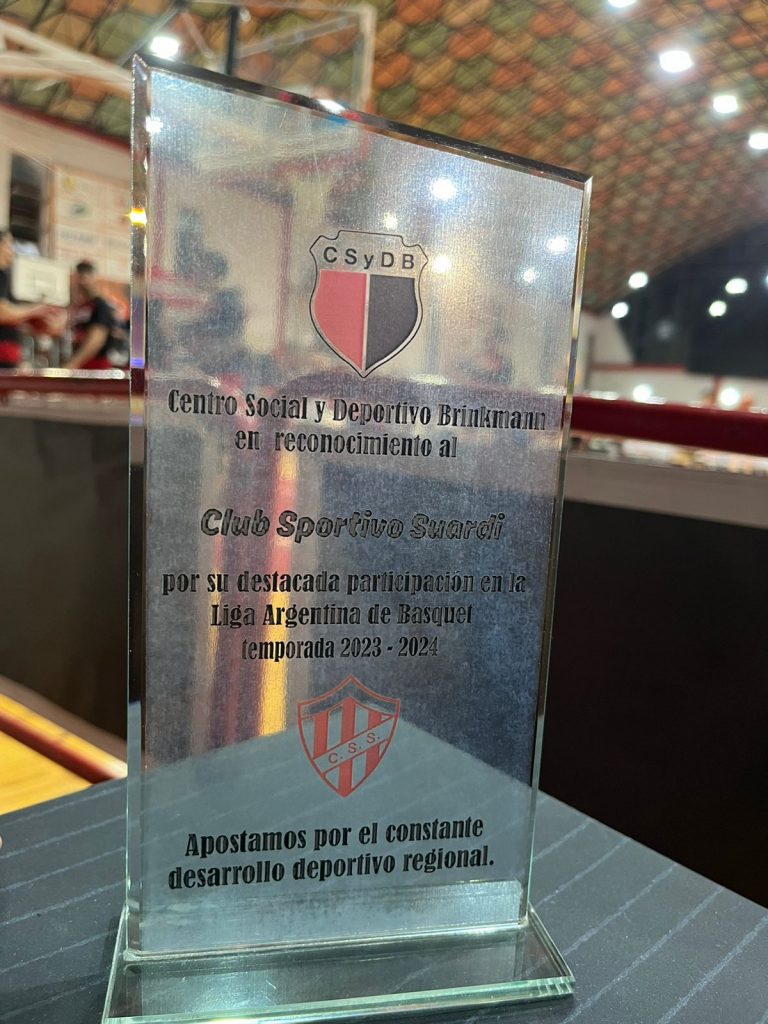 CSyDB
Centro Social y Deportivo Brinkmann
en reconocimiento al
Club Sportivo Suardi
por su destacada participación en la
Liga Argentina de Basquet
temporada 2023 - 2024
C. S. S.
Apostamos por el constante
desarrollo deportivo regional.